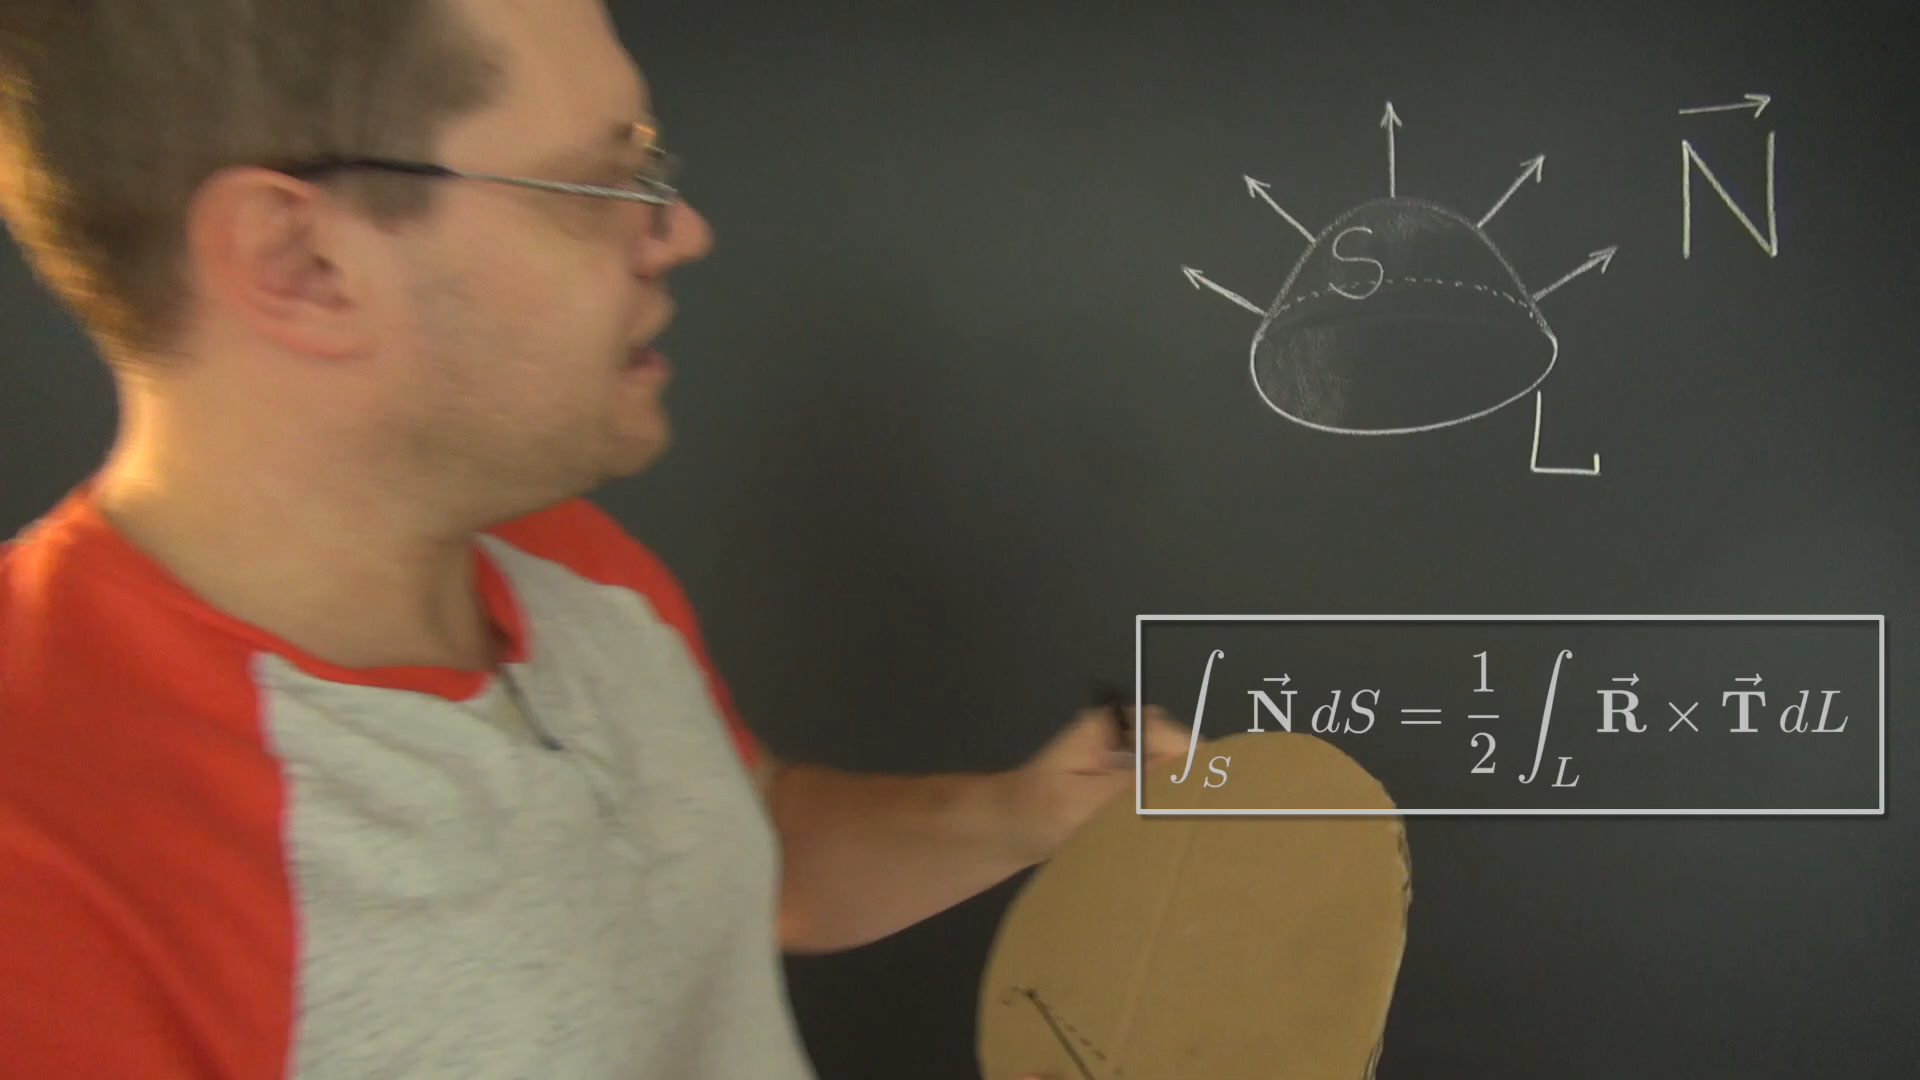 N⃗
S
L
∫_S N⃗ dS = 1/2 ∫_L R⃗ × T⃗ dL